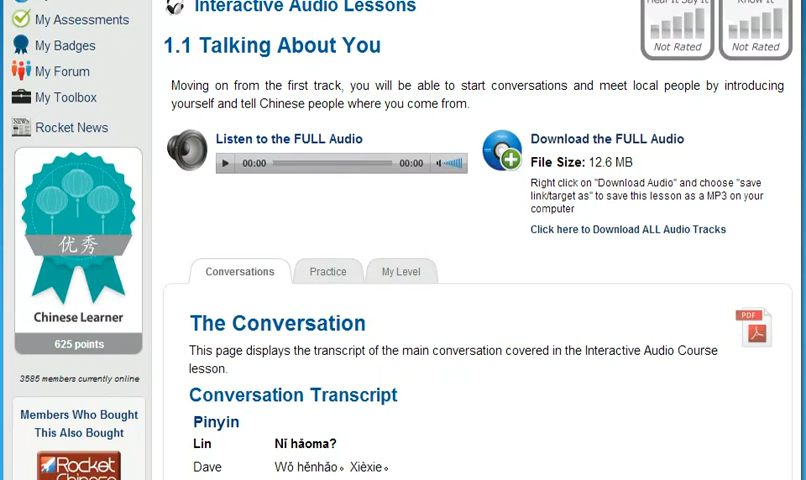 Interactive Audio Lessons
My Assessments
My Badges
My Forum
My Toolbox
NEWS
Rocket News
优秀
Chinese Learner
625 points
3585 members currently online
Members Who Bought
This Also Bought
Rocket
Chinese
1.1 Talking About You
Know It
Not Rated
Not Rated
Moving on from the first track, you will be able to start conversations and meet local people by introducing
yourself and tell Chinese people where you come from.
Listen to the FULL Audio
00:00
00:00
Download the FULL Audio
File Size: 12.6 MB
Right click on "Download Audio" and choose "save
link/target as" to save this lesson as a MP3 on your
computer
Click here to Download ALL Audio Tracks
Conversations
Practice
My Level
The Conversation
PDF
This page displays the transcript of the main conversation covered in the Interactive Audio Course
lesson.
Conversation Transcript
Pinyin
Lin Nǐ hǎoma?
Dave Wǒ hěnhǎo。 Xièxie。